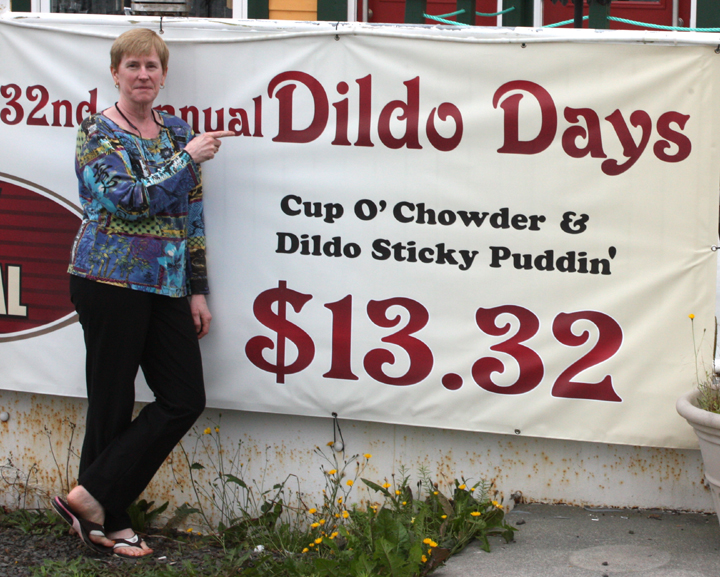 32nd Annual Dildo Days
Cup O' Chowder &
Dildo Sticky Puddin'
$13.32